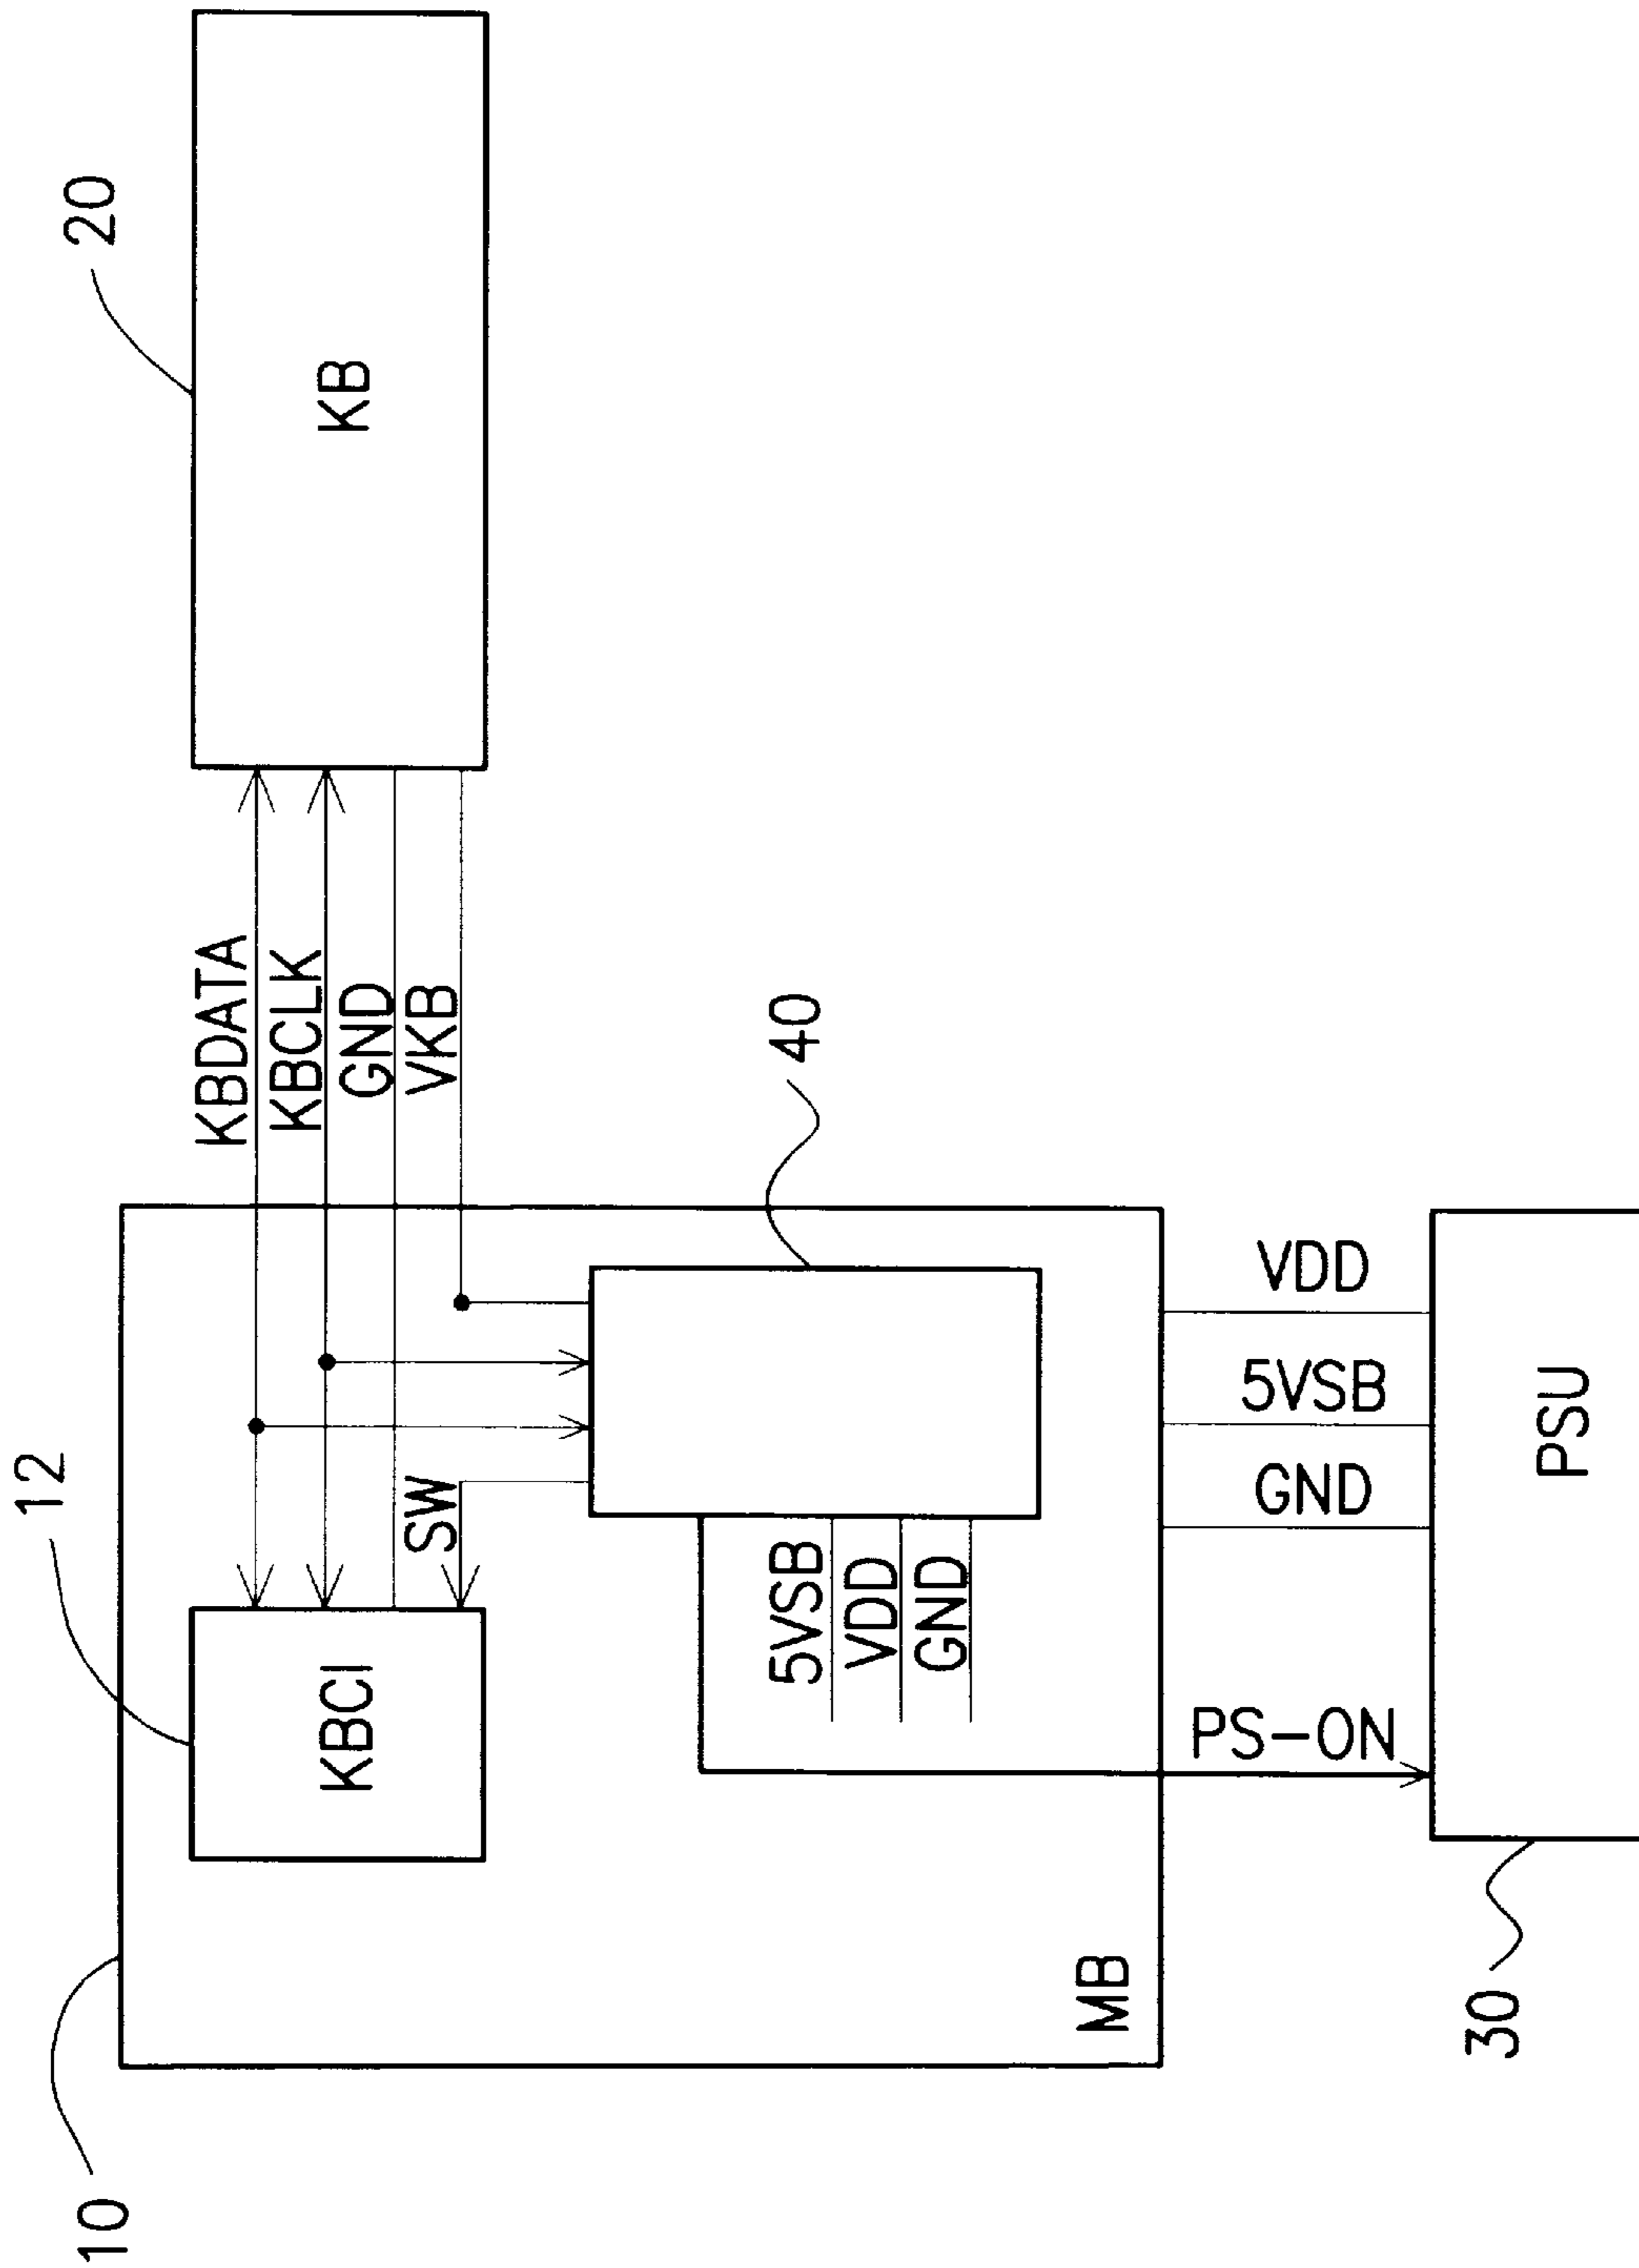 10
12
20
KBCI
KBDATA
KBCLK
GND
VKB
KB
SW
40
5VSB
VDD
GND
MB
PS-ON
GND
5VSB
VDD
30
PSU